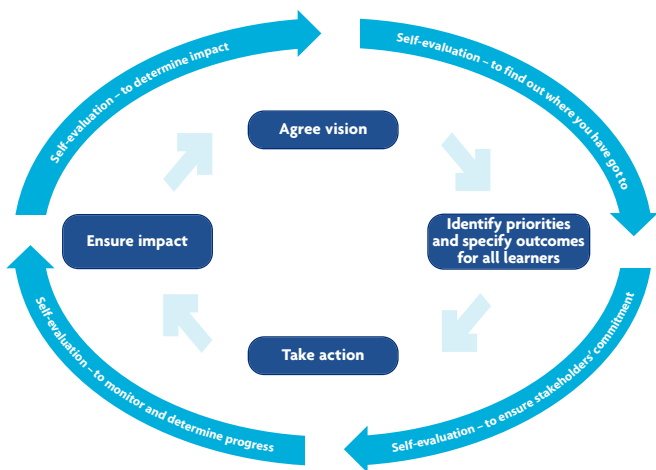 Self-evaluation – to determine impact
Self-evaluation – to find out where you have got to
Agree vision
Ensure impact
Identify priorities
and specify outcomes
for all learners
Take action
Self-evaluation – to monitor and determine progress
Self-evaluation – to ensure stakeholders’ commitment